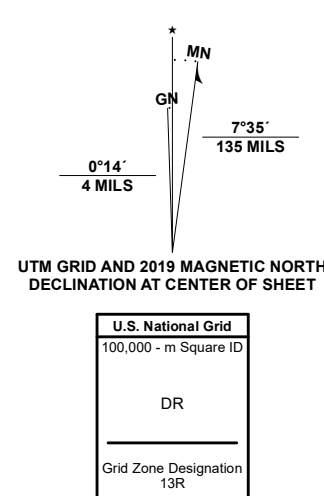 ★
MN
GN
7°35´
135 MILS
0°14´
4 MILS
UTM GRID AND 2019 MAGNETIC NORTH
DECLINATION AT CENTER OF SHEET
U.S. National Grid
100,000 - m Square ID
DR
Grid Zone Designation
13R